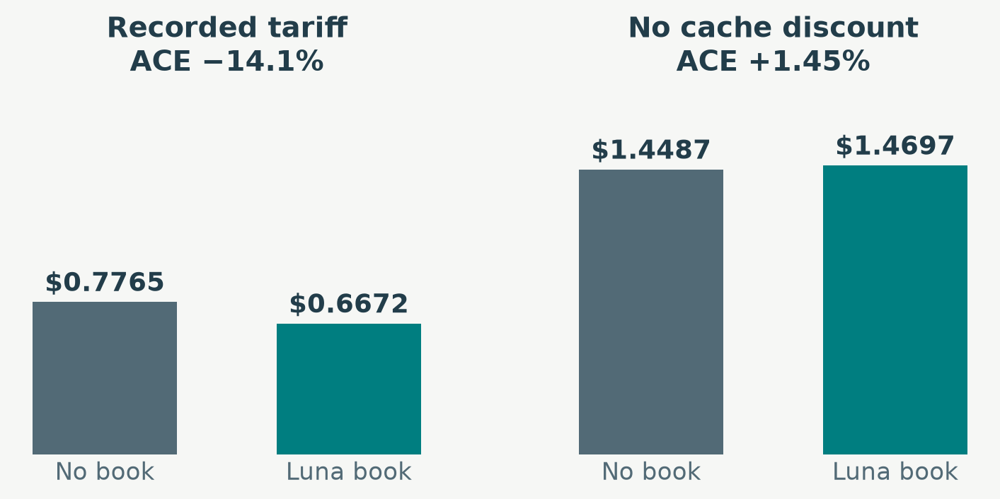 Recorded tariff
ACE −14.1%
$0.7765
$0.6672
No book
Luna book
No cache discount
ACE +1.45%
$1.4487
$1.4697
No book
Luna book